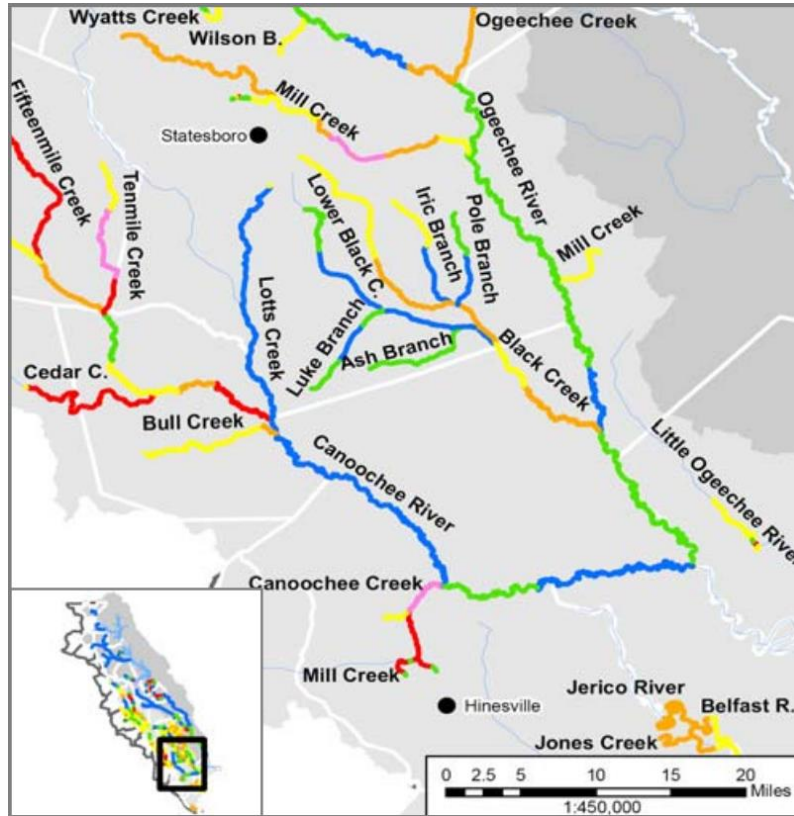 Wyatts Creek
Wilson B.
Ogeechee Creek
Mill Creek
Statesboro
Ogeechee River
Fifteenmile Creek
Tenmile Creek
Lower Black C.
Iric Branch
Pole Branch
Mill Creek
Lotts Creek
Luke Branch
Ash Branch
Black Creek
Cedar C.
Bull Creek
Little Ogeechee River
Canoochee River
Canoochee Creek
Mill Creek
Hinesville
Jerico River
Belfast R.
Jones Creek
0 2.5 5 10 15 20
Miles
1:450,000